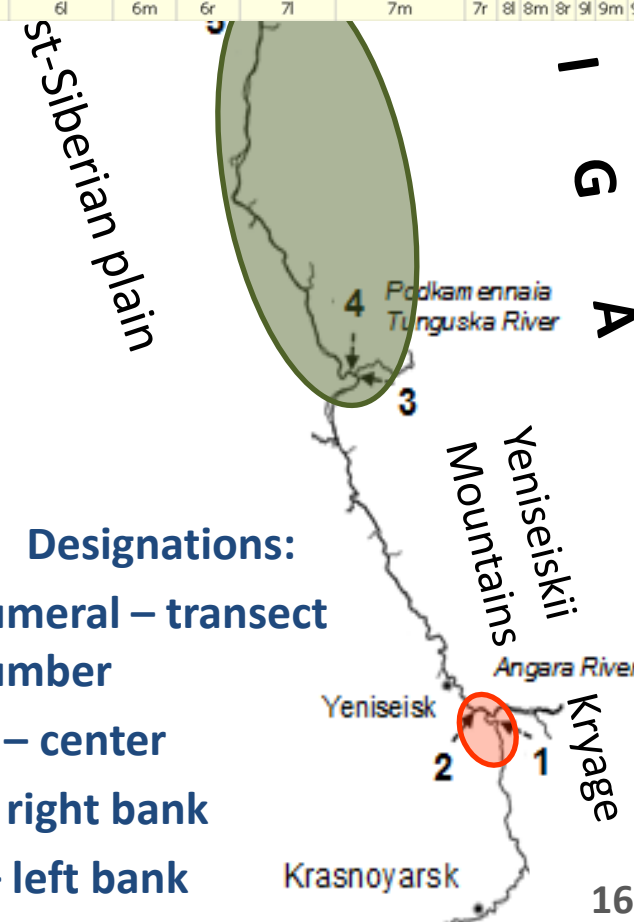 6l 6m 6r 7l 7m 7r 8l 8m 8r 9l 9m
5
st-Siberian plain
I G A
4
Podkamennaia
Tunguska River
3
Yeniseiskii
Mountains
Designations:
umeral – transect
umber
– center
right bank
- left bank
Angara River
Yeniseisk
2
1
Kryage
Krasnoyarsk
16